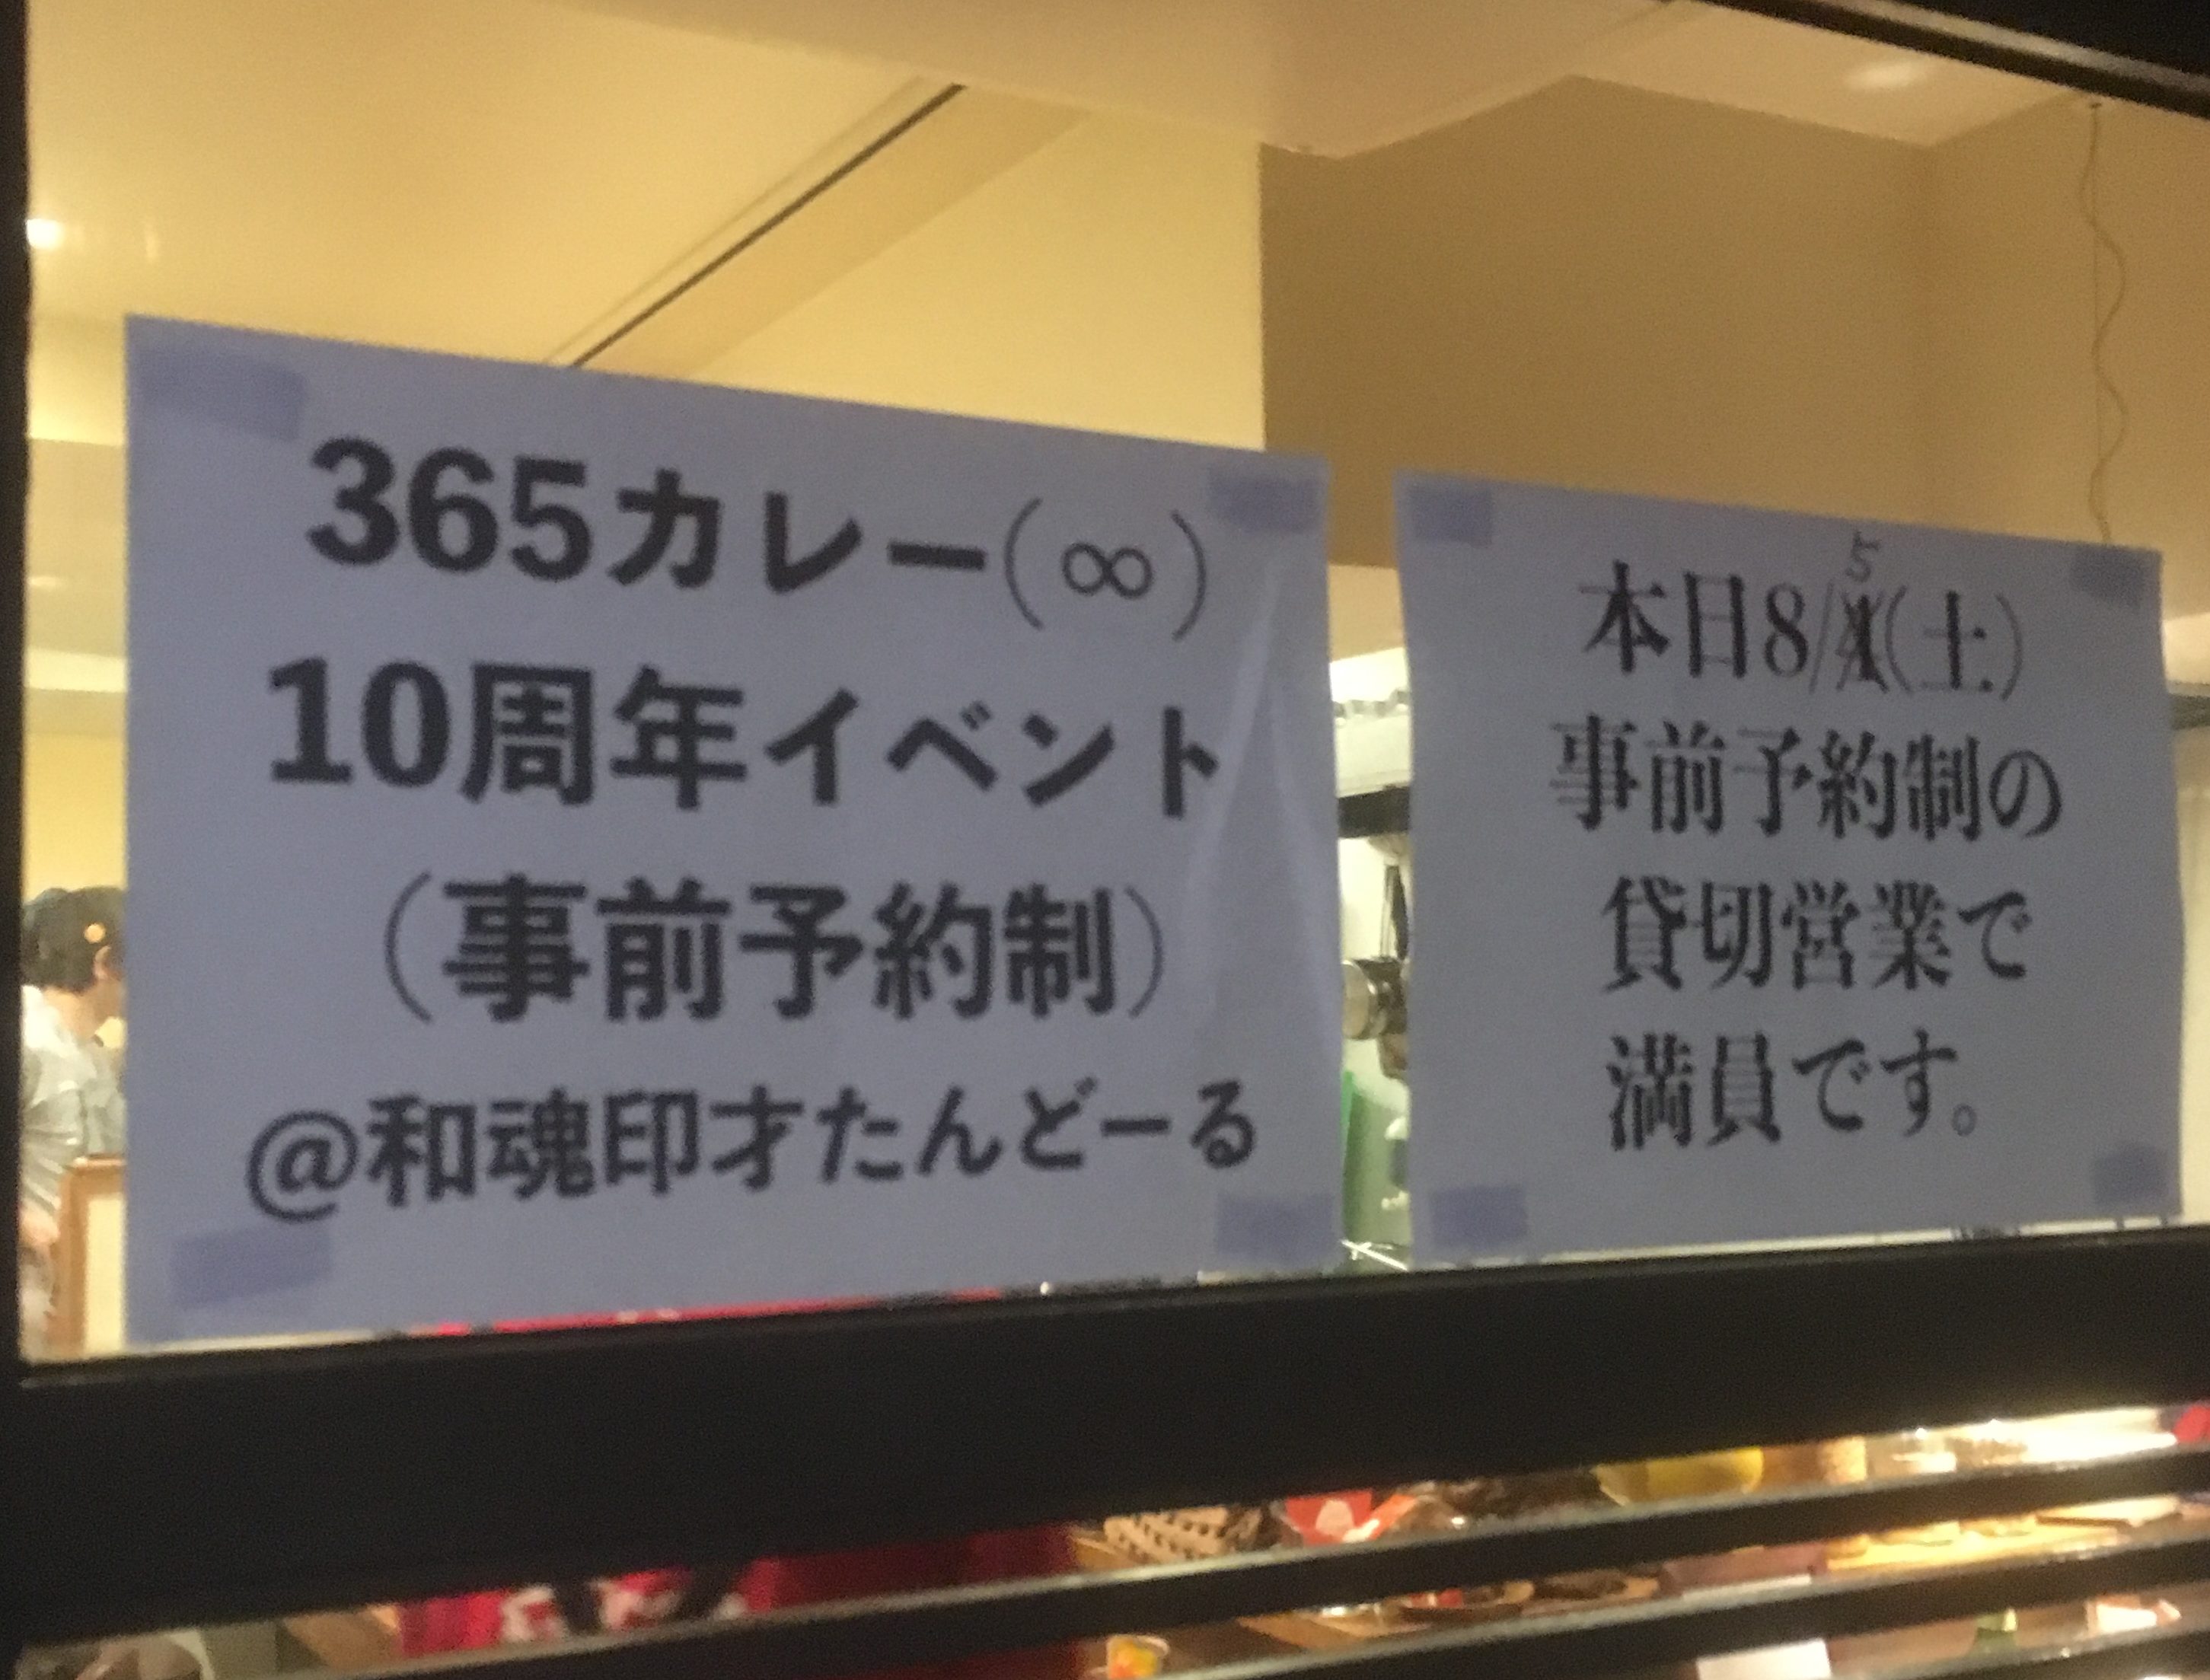 365カレー(∞)
10周年イベント
(事前予約制)
@和魂印才たんどーる
5
本日8/4(土)
事前予約制の
貸切営業で
満員です。